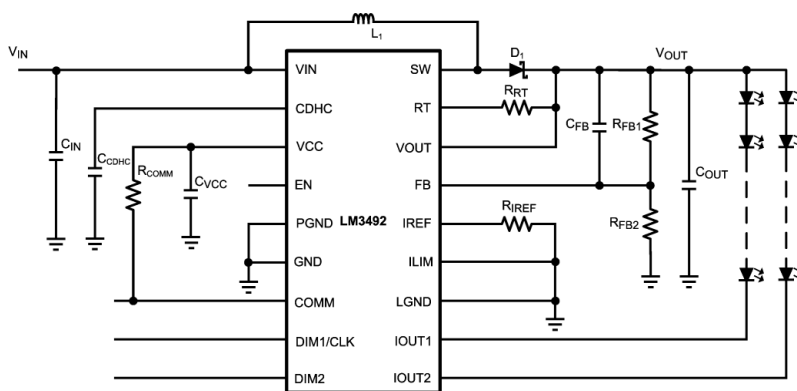 L1
VIN
D1
VOUT
VIN
SW
CDHC
RT
RRT
CIN
CCDHC
RCOMM
VCC
VOUT
CFB
RFB1
CVCC
EN
FB
COUT
PGND
LM3492
IREF
RIREF
RFB2
GND
ILIM
COMM
LGND
DIM1/CLK
IOUT1
DIM2
IOUT2